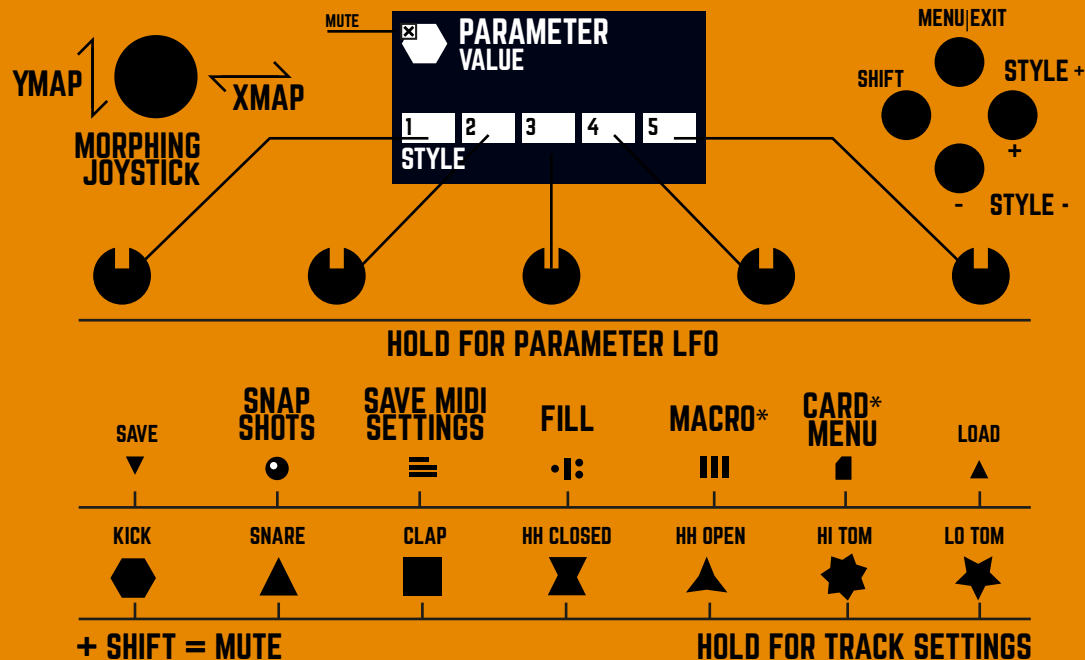 MUTE
PARAMETER
VALUE
MENU|EXIT
YMAP
XMAP
SHIFT
STYLE +
MORPHING
JOYSTICK
1 2 3 4 5
STYLE
+
- STYLE -
HOLD FOR PARAMETER LFO
SAVE
SNAP
SHOTS
SAVE MIDI
SETTINGS
FILL
MACRO*
CARD*
MENU
LOAD
KICK SNARE CLAP HH CLOSED HH OPEN HI TOM LO TOM
+ SHIFT = MUTE
HOLD FOR TRACK SETTINGS